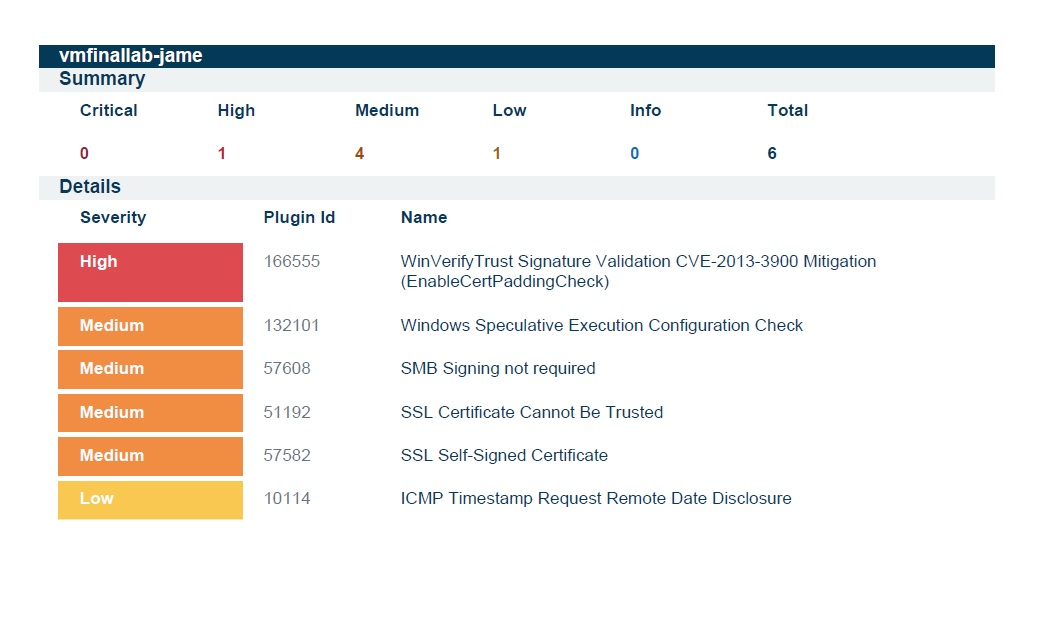 vmfinallab-jame
Summary
Critical High Medium Low Info Total
0 1 4 1 0 6
Details
Severity Plugin Id Name
High 166555 WinVerifyTrust Signature Validation CVE-2013-3900 Mitigation
(EnableCertPaddingCheck)
Medium 132101 Windows Speculative Execution Configuration Check
Medium 57608 SMB Signing not required
Medium 51192 SSL Certificate Cannot Be Trusted
Medium 57582 SSL Self-Signed Certificate
Low 10114 ICMP Timestamp Request Remote Date Disclosure